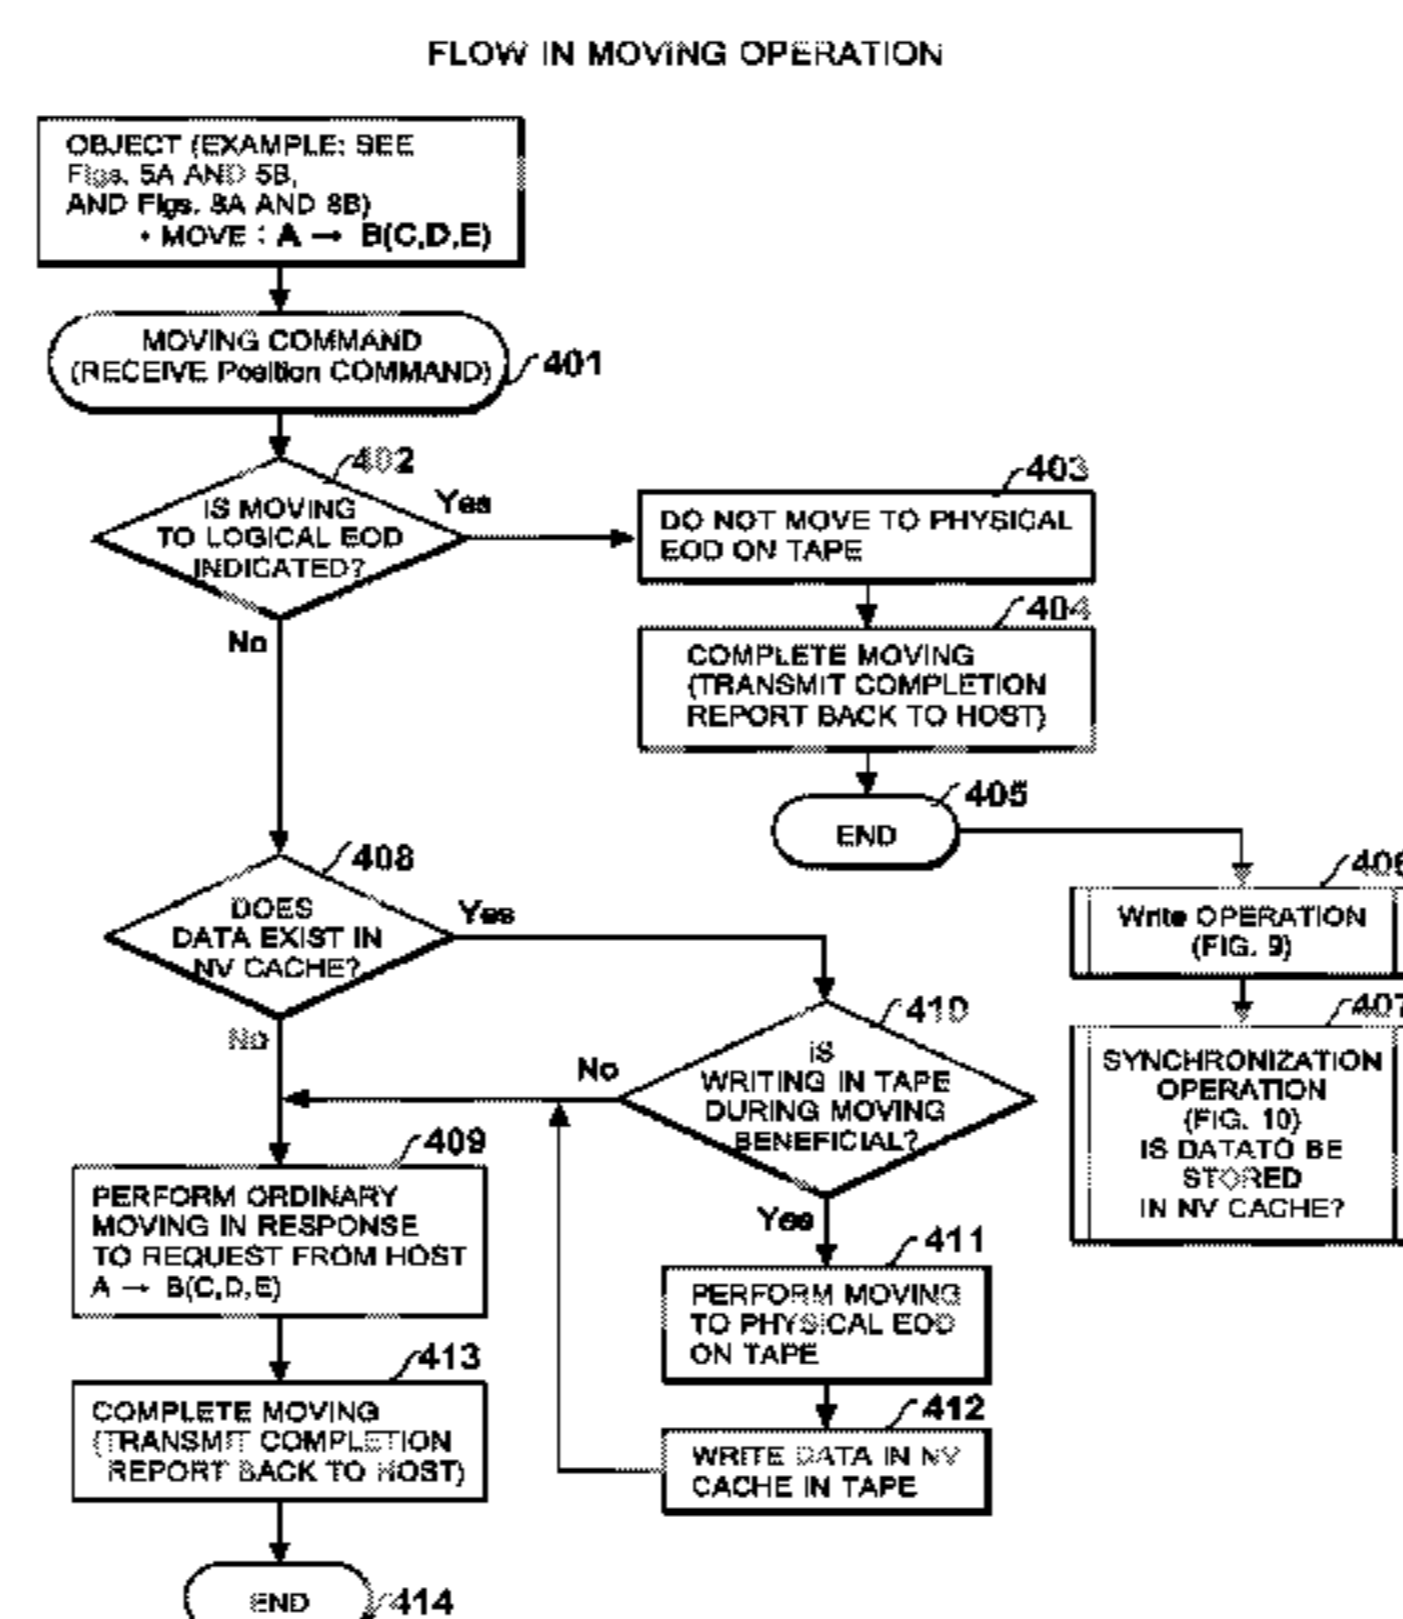 FLOW IN MOVING OPERATION
OBJECT (EXAMPLE: SEE
Figs. 5A AND 5B,
AND Figs. 8A AND 8B)
• MOVE : A → B(C,D,E)
MOVING COMMAND
(RECEIVE Position COMMAND)
401
402
IS MOVING
TO LOGICAL EOD
INDICATED?
Yes
No
403
DO NOT MOVE TO PHYSICAL
EOD ON TAPE
404
COMPLETE MOVING
(TRANSMIT COMPLETION
REPORT BACK TO HOST)
405
END
406
Write OPERATION
(FIG. 9)
407
SYNCHRONIZATION
OPERATION
(FIG. 10)
IS DATATO BE
STORED
IN NV CACHE?
408
DOES
DATA EXIST IN
NV CACHE?
Yes
No
410
IS
WRITING IN TAPE
DURING MOVING
BENEFICIAL?
No
Yes
409
PERFORM ORDINARY
MOVING IN RESPONSE
TO REQUEST FROM HOST
A → B(C,D,E)
411
PERFORM MOVING
TO PHYSICAL EOD
ON TAPE
412
WRITE DATA IN NV
CACHE IN TAPE
413
COMPLETE MOVING
(TRANSMIT COMPLETION
REPORT BACK TO HOST)
END
414